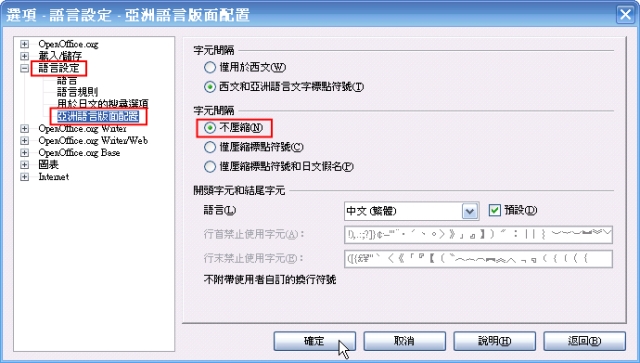 選項 - 語言設定 - 亞洲語言版面配置
OpenOffice.org
載入/儲存
語言設定
語言
語言規則
用於日文的搜尋選項
亞洲語言版面配置
OpenOffice.org Writer
OpenOffice.org Writer/Web
OpenOffice.org Base
圖表
Internet
字元間隔
僅用於西文(W)
西文和亞洲語言文字標點符號(T)
字元間隔
不壓縮(N)
僅壓縮標點符號(C)
僅壓縮標點符號和日文假名(P)
開頭字元和結尾字元
語言(L)
中文 (繁體)
預設(D)
行首禁止使用字元(A)：
行末禁止使用字元(E)：
不附帶使用者自訂的換行符號
確定
取消
說明(H)
返回(B)